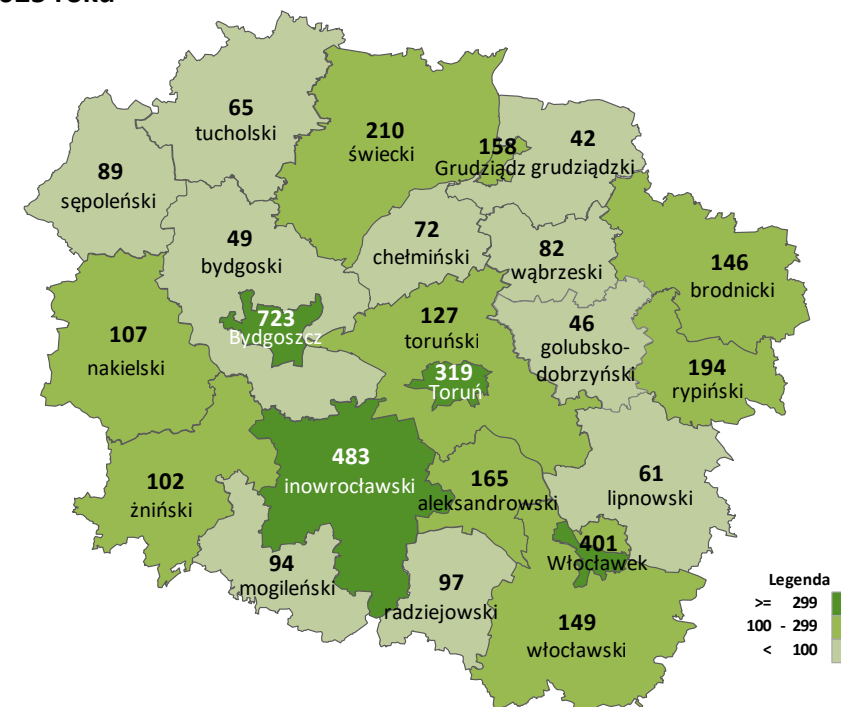 roku
65
tucholski
210
świecki
158
Grudziądz
42
grudziądzki
89
sępoleński
49
bydgoski
72
chełmiński
82
wąbrzeski
146
brodnicki
723
Bydgoszcz
127
toruński
46
golubsko-
dobrzyński
107
nakielski
319
Toruń
194
rypiński
483
inowrocławski
165
aleksandrowski
61
lipnowski
102
żniński
401
Włocławek
94
mogileński
97
radziejowski
149
włocławski
Legenda
>= 299
100 - 299
< 100